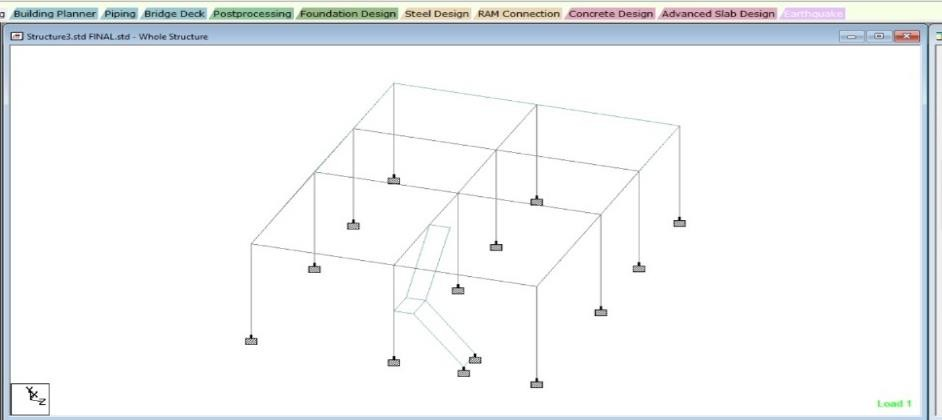 Building Planner Piping Bridge Deck Postprocessing Foundation Design Steel Design RAM Connection Concrete Design Advanced Slab Design Earthquake
Structure3.std FINAL.std - Whole Structure
Load 1